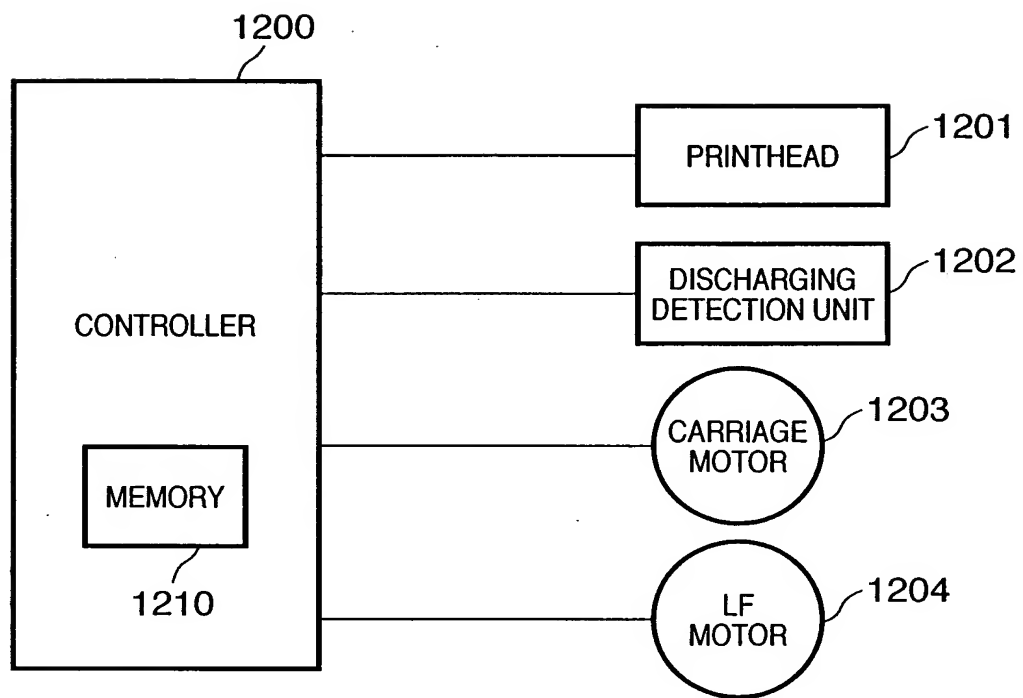 1200
PRINTHEAD
1201
DISCHARGING
DETECTION UNIT
1202
CONTROLLER
CARRIAGE
MOTOR
1203
MEMORY
1210
LF
MOTOR
1204